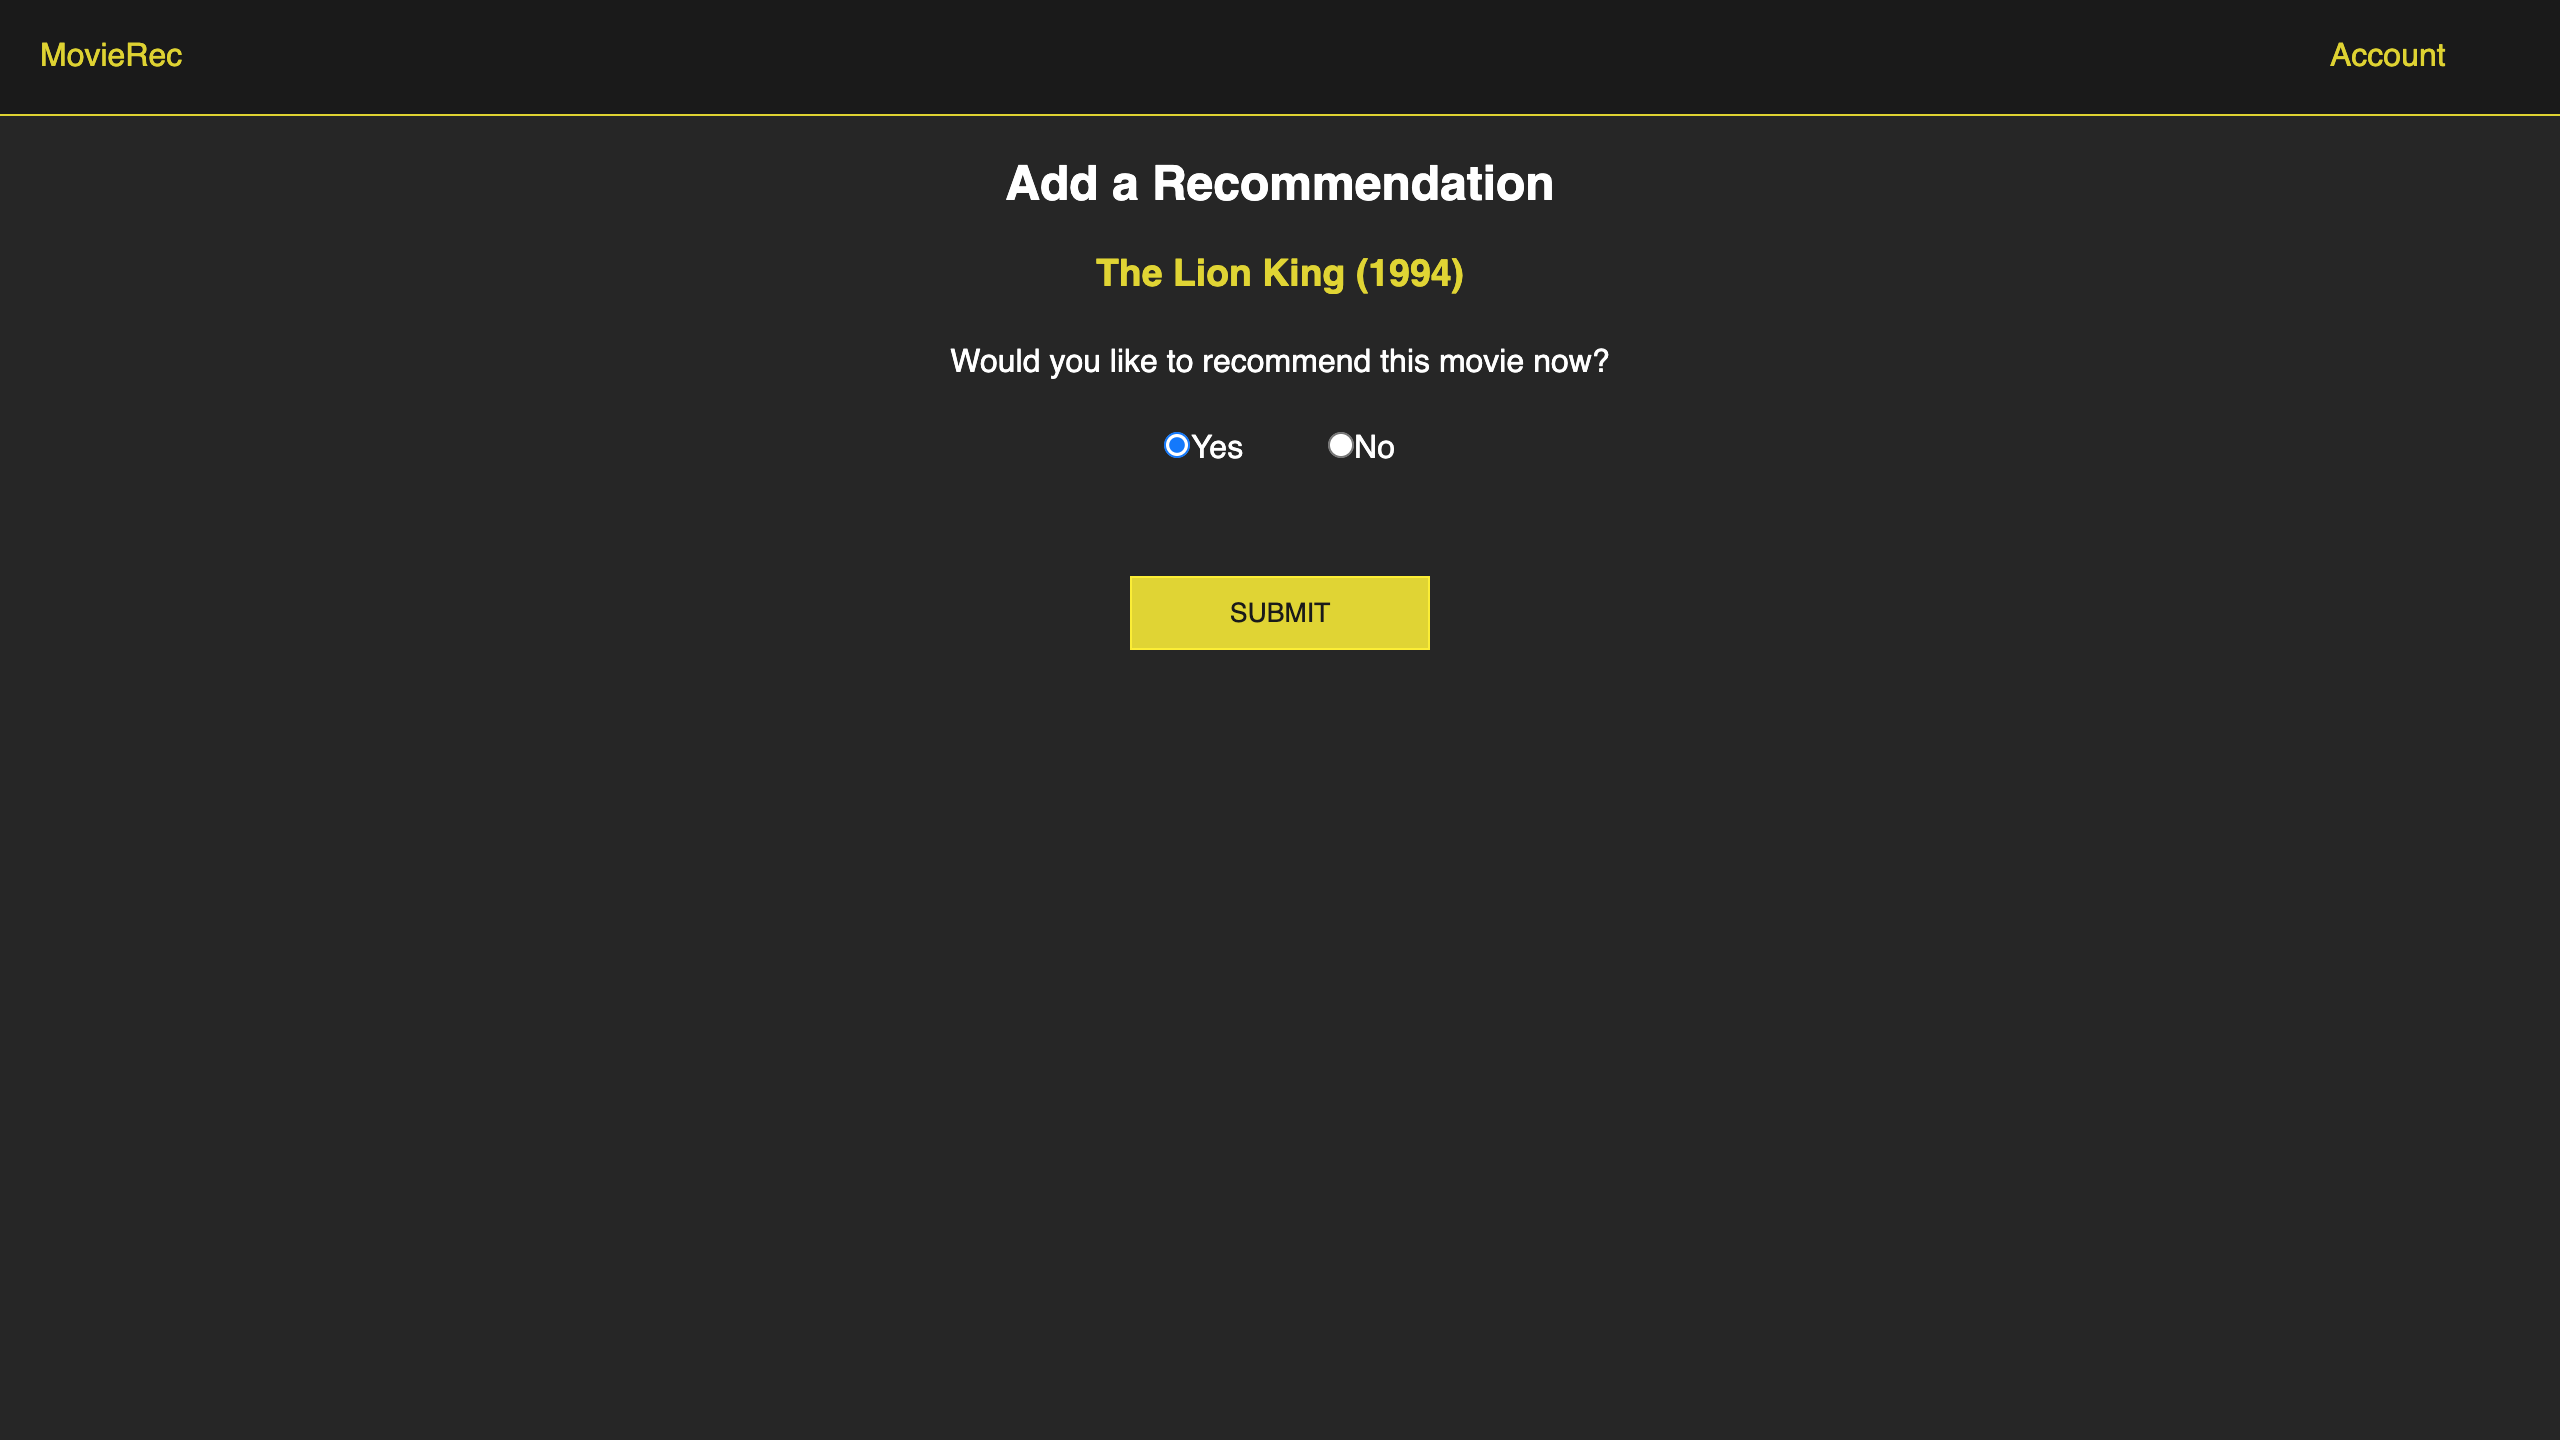 MovieRec Account
Add a Recommendation
The Lion King (1994)
Would you like to recommend this movie now?
Yes No
SUBMIT